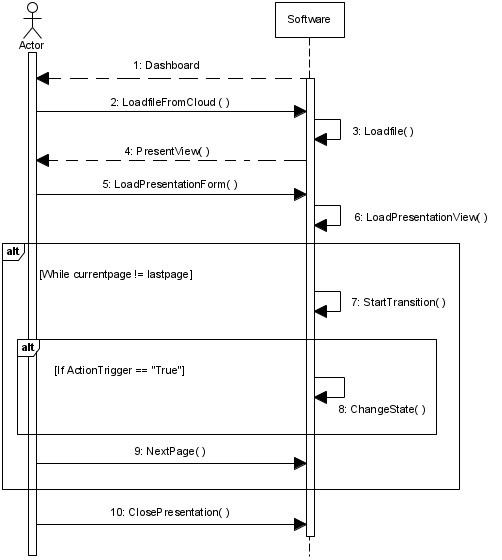 Software
Actor
1: Dashboard
2: LoadfileFromCloud( )
3: Loadfile( )
4: PresentView( )
5: LoadPresentationForm( )
6: LoadPresentationView( )
alt
[While currentpage != lastpage]
7: StartTransition( )
alt
[If ActionTrigger == "True"]
8: ChangeState( )
9: NextPage( )
10: ClosePresentation( )